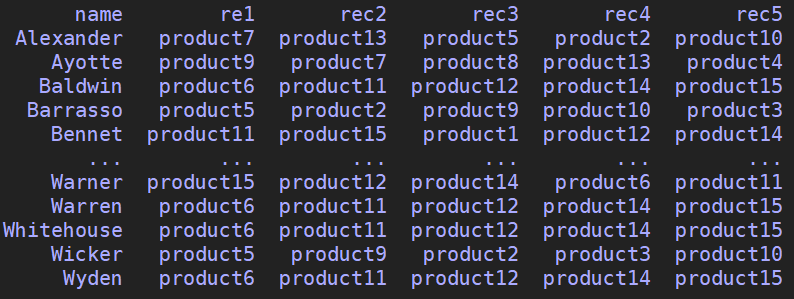 name re1 rec2 rec3 rec4 rec5
Alexander product7 product13 product5 product2 product10
Ayotte product9 product7 product8 product13 product4
Baldwin product6 product11 product12 product14 product15
Barrasso product5 product2 product9 product10 product3
Bennet product11 product15 product1 product12 product14
... ... ... ... ... ...
Warner product15 product12 product14 product6 product11
Warren product6 product11 product12 product14 product15
Whitehouse product6 product11 product12 product14 product15
Wicker product5 product9 product2 product3 product10
Wyden product6 product11 product12 product14 product15